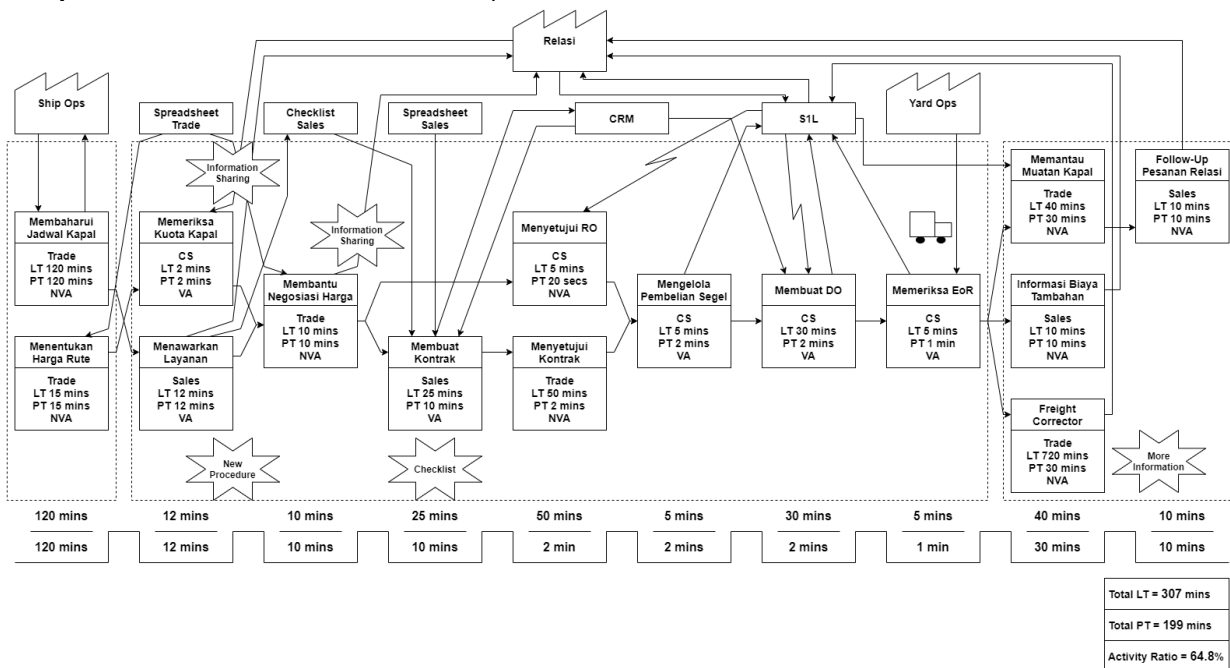 Relasi
Ship Ops
Spreadsheet
Trade
Checklist
Sales
Spreadsheet
Sales
CRM
S1L
Yard Ops
Information
Sharing
Information
Sharing
Membaharui
Jadwal Kapal
Trade
LT 120 mins
PT 120 mins
NVA
Menentukan
Harga Rute
Trade
LT 15 mins
PT 15 mins
NVA
Memeriksa
Kuota Kapal
CS
LT 2 mins
PT 2 mins
VA
Menawarkan
Layanan
Sales
LT 12 mins
PT 12 mins
VA
Membantu
Negosiasi Harga
Trade
LT 10 mins
PT 10 mins
NVA
Membuat
Kontrak
Sales
LT 25 mins
PT 10 mins
VA
Menyetujui RO
CS
LT 5 mins
PT 20 secs
NVA
Menyetujui
Kontrak
Trade
LT 50 mins
PT 2 mins
NVA
Mengelola
Pembelian Segel
CS
LT 5 mins
PT 2 mins
VA
Membuat DO
CS
LT 30 mins
PT 2 mins
VA
Memeriksa EoR
CS
LT 5 mins
PT 1 min
VA
Memantau
Muatan Kapal
Trade
LT 40 mins
PT 30 mins
NVA
Follow-Up
Pesanan Relasi
Sales
LT 10 mins
PT 10 mins
NVA
Informasi Biaya
Tambahan
Sales
LT 10 mins
PT 10 mins
NVA
Freight
Corrector
Trade
LT 720 mins
PT 30 mins
NVA
New
Procedure
Checklist
More
Information
120 mins 12 mins 10 mins 25 mins 50 mins 5 mins 30 mins 5 mins 40 mins 10 mins
120 mins 12 mins 10 mins 10 mins 2 min 2 mins 2 mins 1 min 30 mins 10 mins
Total LT = 307 mins
Total PT = 199 mins
Activity Ratio = 64.8%